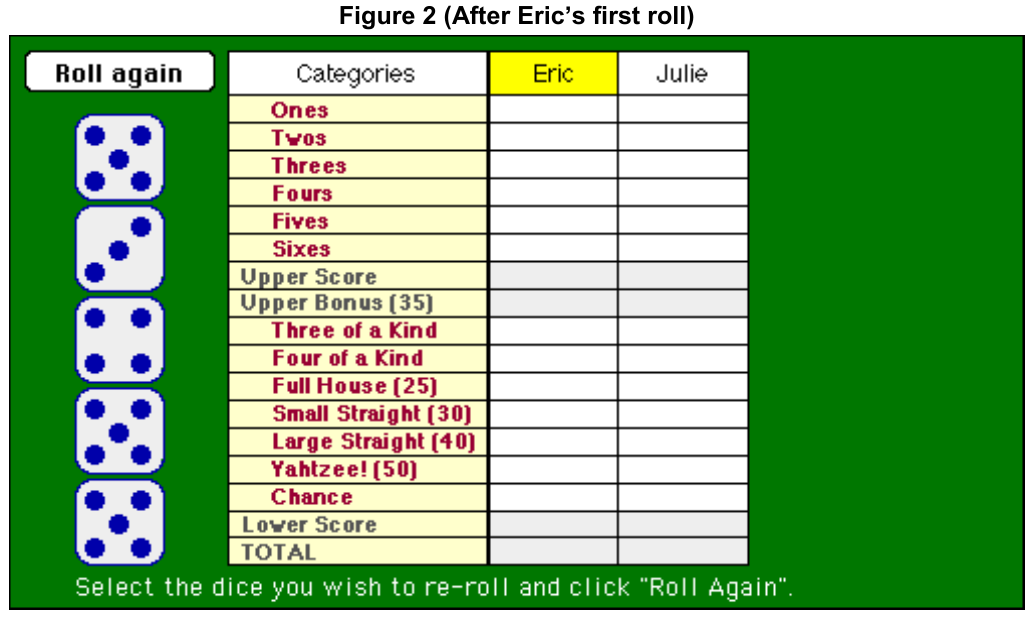 Figure 2 (After Eric's first roll)
Roll again
Categories Eric Julie
Ones
Twos
Threes
Fours
Fives
Sixes
Upper Score
Upper Bonus (35)
Three of a Kind
Four of a Kind
Full House (25)
Small Straight (30)
Large Straight (40)
Yahtzee! (50)
Chance
Lower Score
TOTAL
Select the dice you wish to re-roll and click "Roll Again".